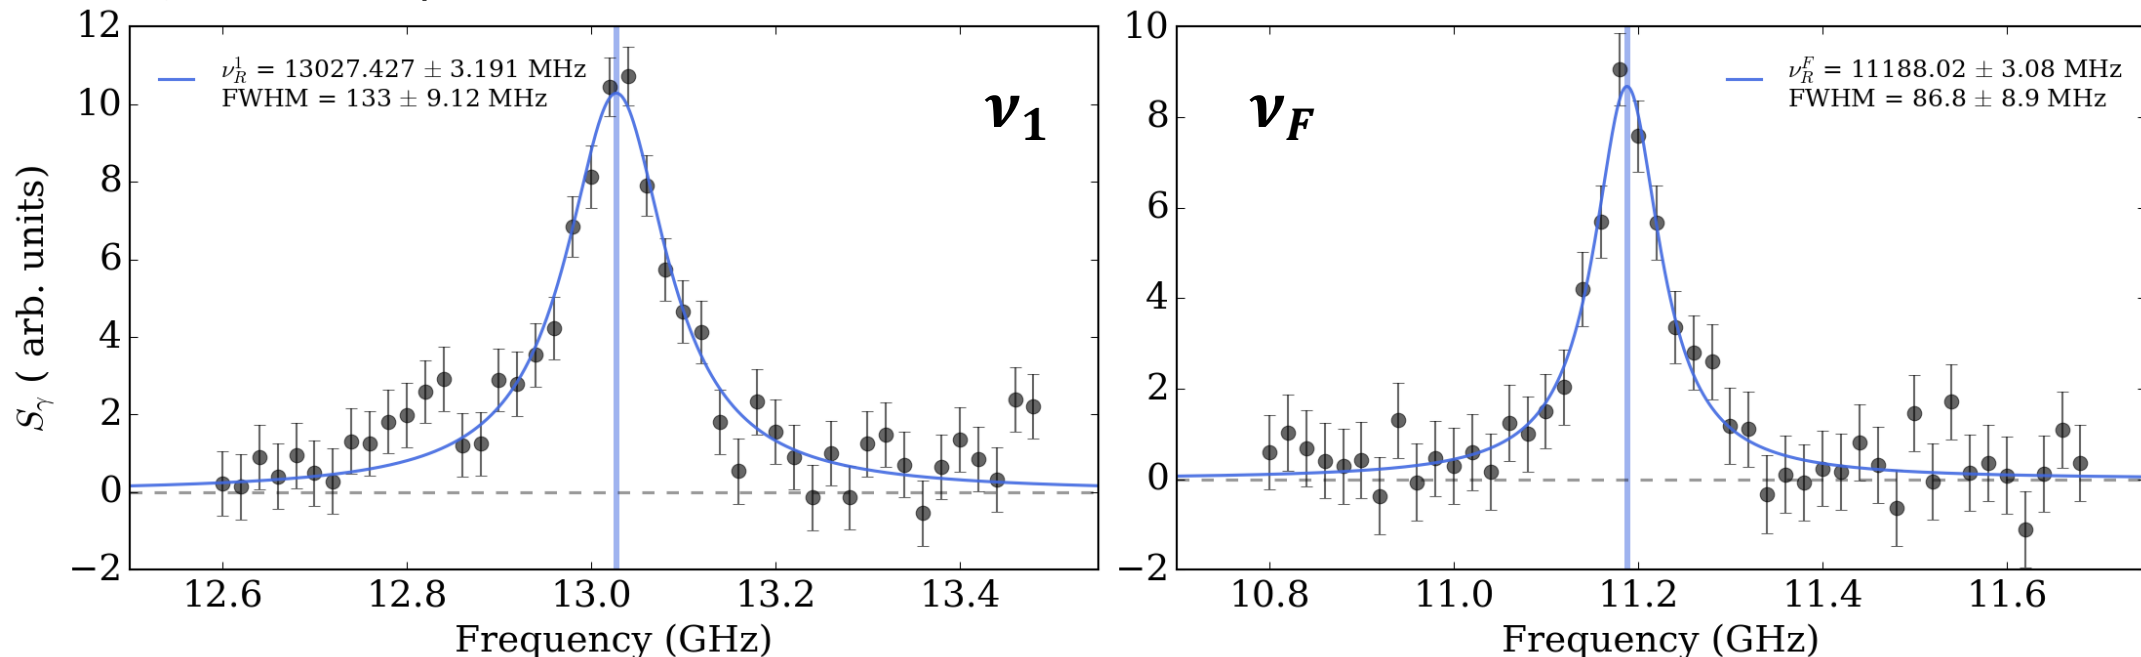 12
10
8
6
4
2
0
−2
S_γ ( arb. units)
ν_R^1 = 13027.427 ± 3.191 MHz
FWHM = 133 ± 9.12 MHz
ν_1
12.6 12.8 13.0 13.2 13.4
Frequency (GHz)
10
8
6
4
2
0
−2
ν_F
ν_R^F = 11188.02 ± 3.08 MHz
FWHM = 86.8 ± 8.9 MHz
10.8 11.0 11.2 11.4 11.6
Frequency (GHz)